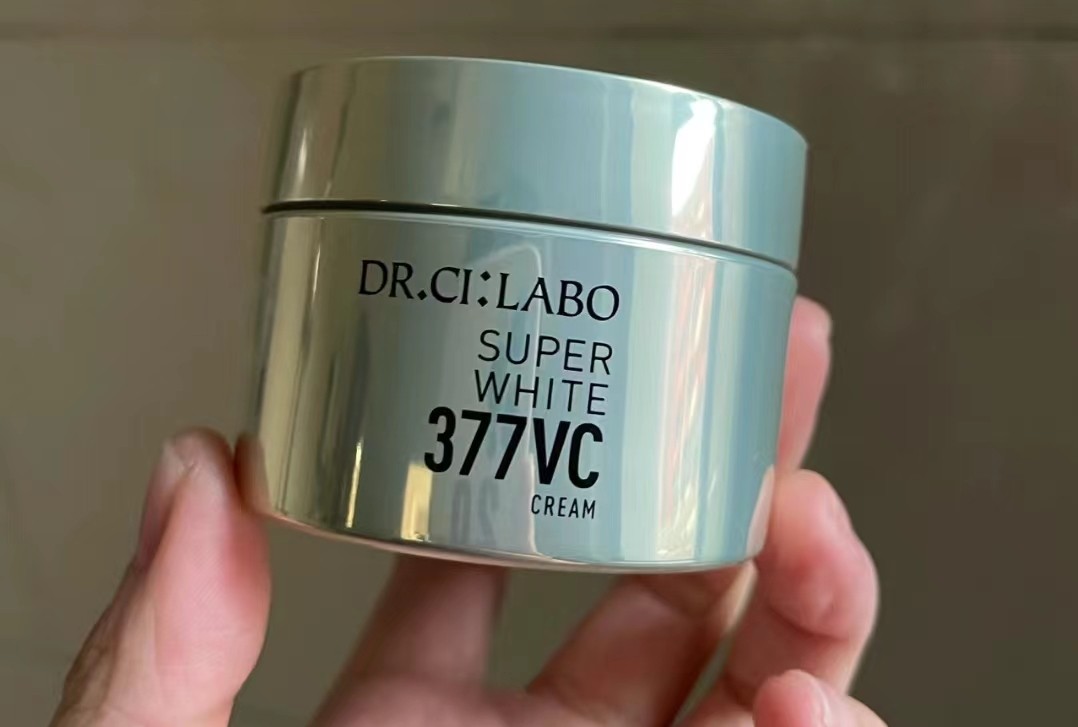 DR.CI:LABO
SUPER
WHITE
377VC
CREAM